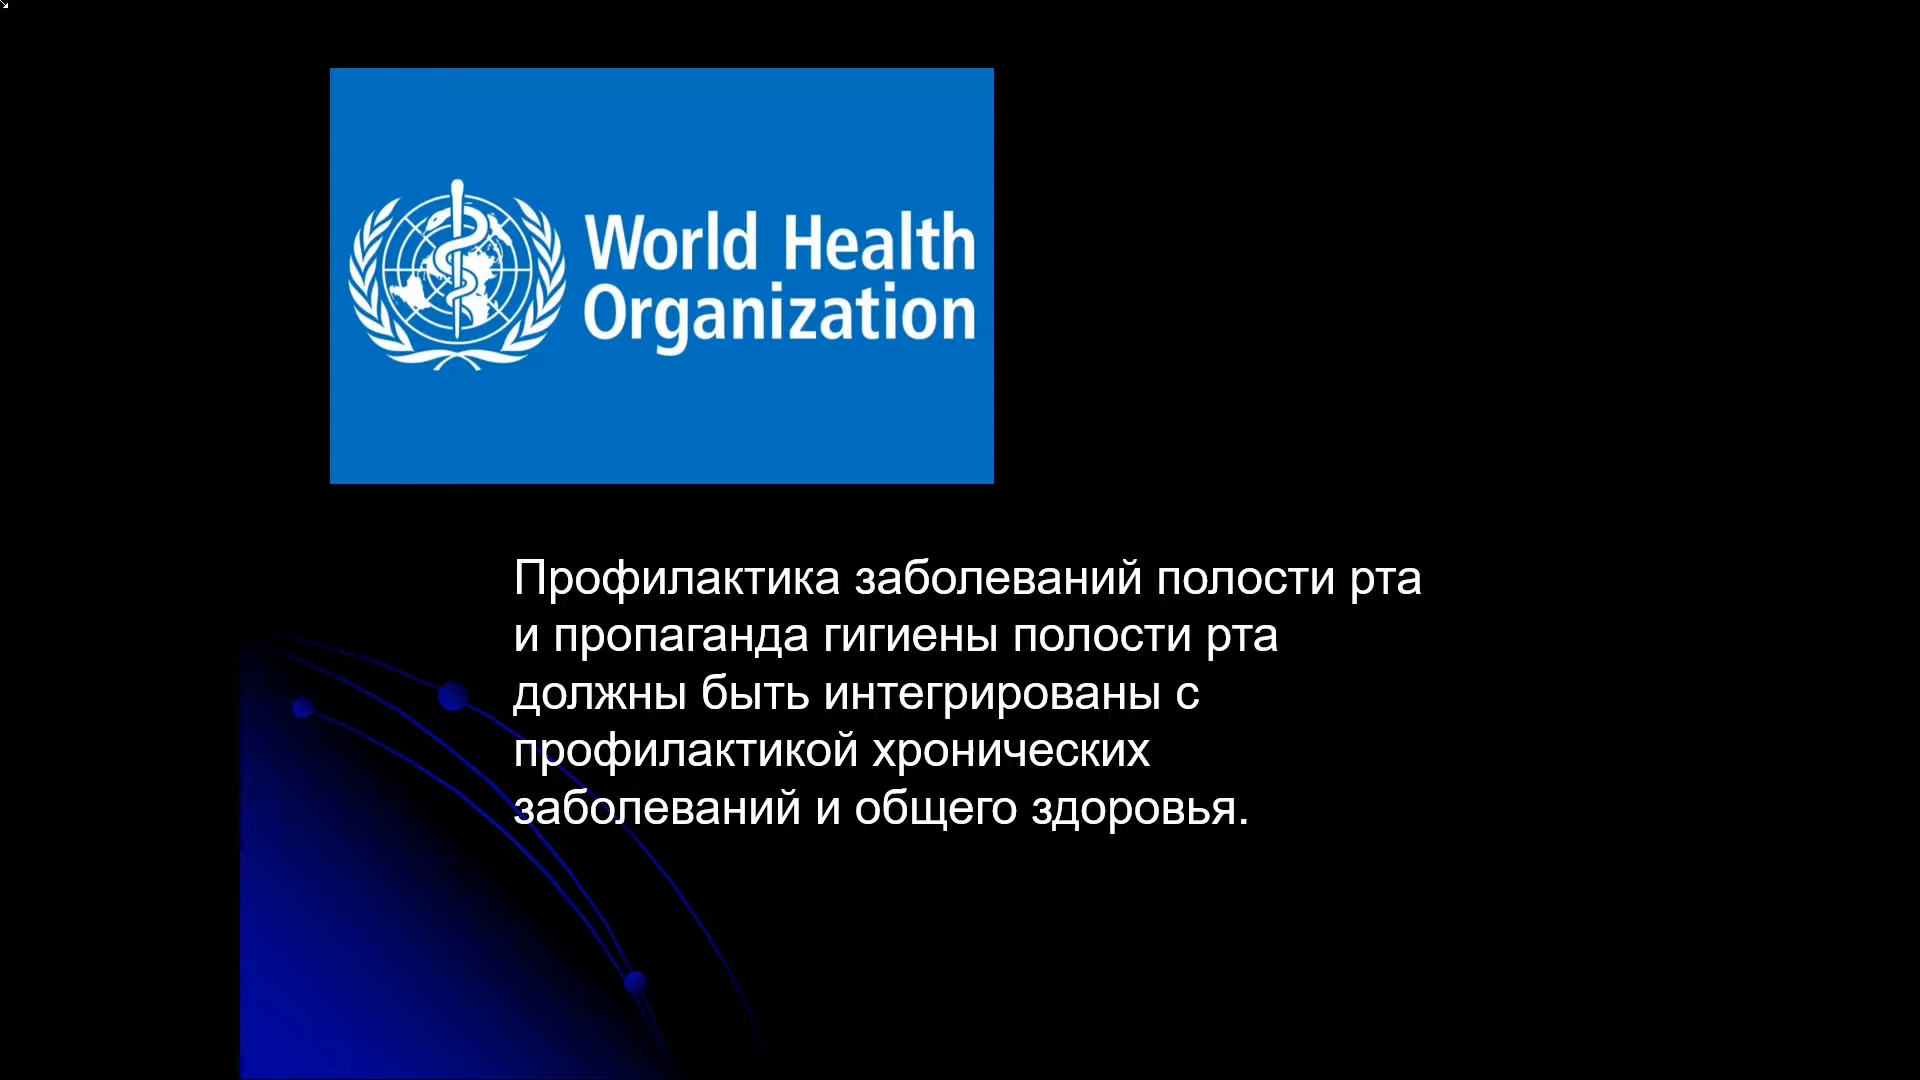 World Health
Organization
Профилактика заболеваний полости рта
и пропаганда гигиены полости рта
должны быть интегрированы с
профилактикой хронических
заболеваний и общего здоровья.